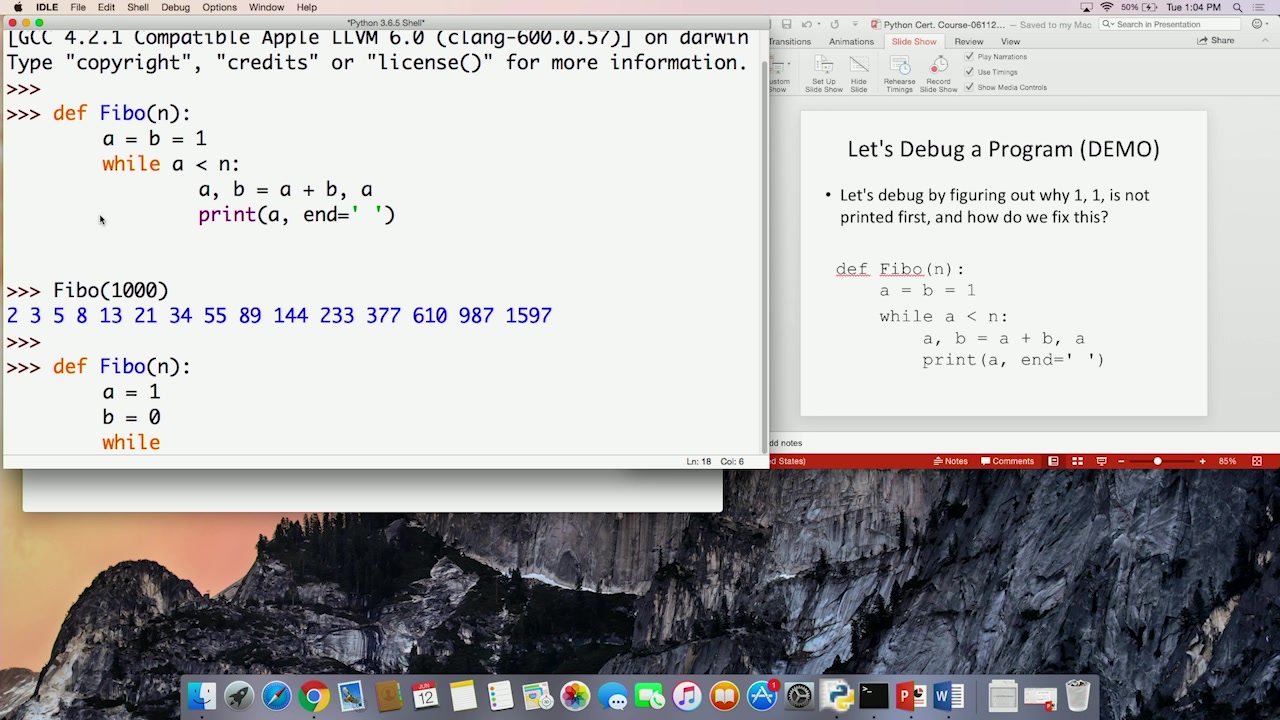 IDLE File Edit Shell Debug Options Window Help
50% Tue 1:04 PM
*Python 3.6.5 Shell*
[GCC 4.2.1 Compatible Apple LLVM 6.0 (clang-600.0.57)] on darwin
Type "copyright", "credits" or "license()" for more information.
>>>
>>> def Fibo(n):
a = b = 1
while a < n:
a, b = a + b, a
print(a, end=' ')
>>> Fibo(1000)
2 3 5 8 13 21 34 55 89 144 233 377 610 987 1597
>>>
>>> def Fibo(n):
a = 1
b = 0
while
Ln: 18 Col: 6
Python Cert. Course-06112... — Saved to my Mac
Search in Presentation
Transitions Animations Slide Show Review View
Share
ustom Show
Set Up Slide Show
Hide Slide
Rehearse Timings
Record Slide Show
Play Narrations
Use Timings
Show Media Controls
Let's Debug a Program (DEMO)
• Let's debug by figuring out why 1, 1, is not
printed first, and how do we fix this?
def Fibo(n):
a = b = 1
while a < n:
a, b = a + b, a
print(a, end=' ')
dd notes
d States)
Notes Comments 85%
JUN
12
1